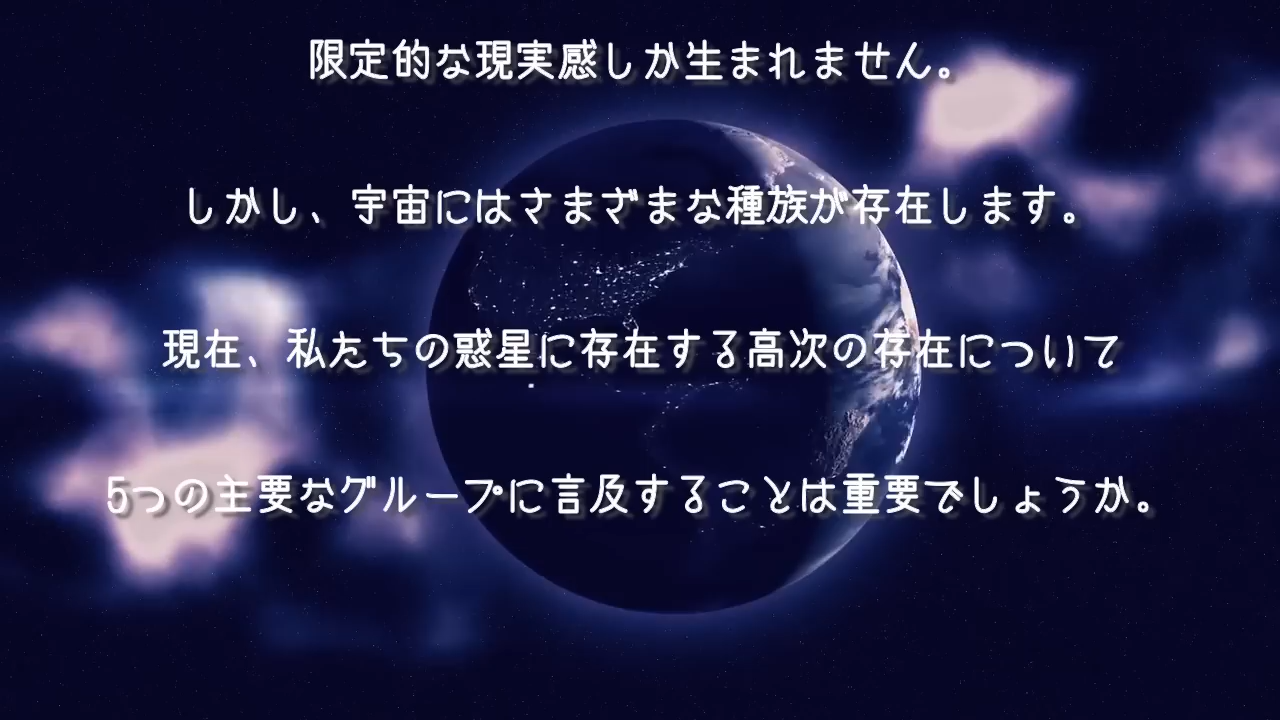 限定的な現実感しか生まれません。
しかし、宇宙にはさまざまな種族が存在します。
現在、私たちの惑星に存在する高次の存在について
5つの主要なグループに言及することは重要でしょうか。